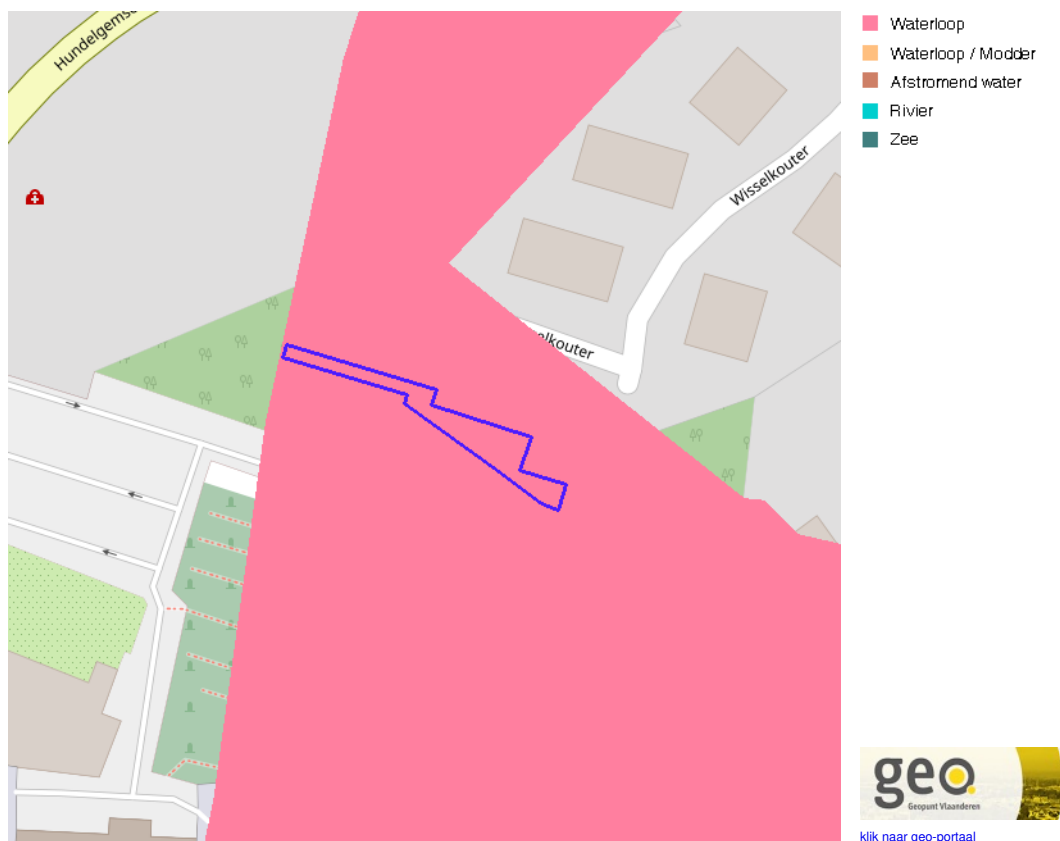 Hundelgemse
Wisselkouter
elkouter
Waterloop
Waterloop / Modder
Afstromend water
Rivier
Zee
geo
Geopunt Vlaanderen
klik naar geo-portaal